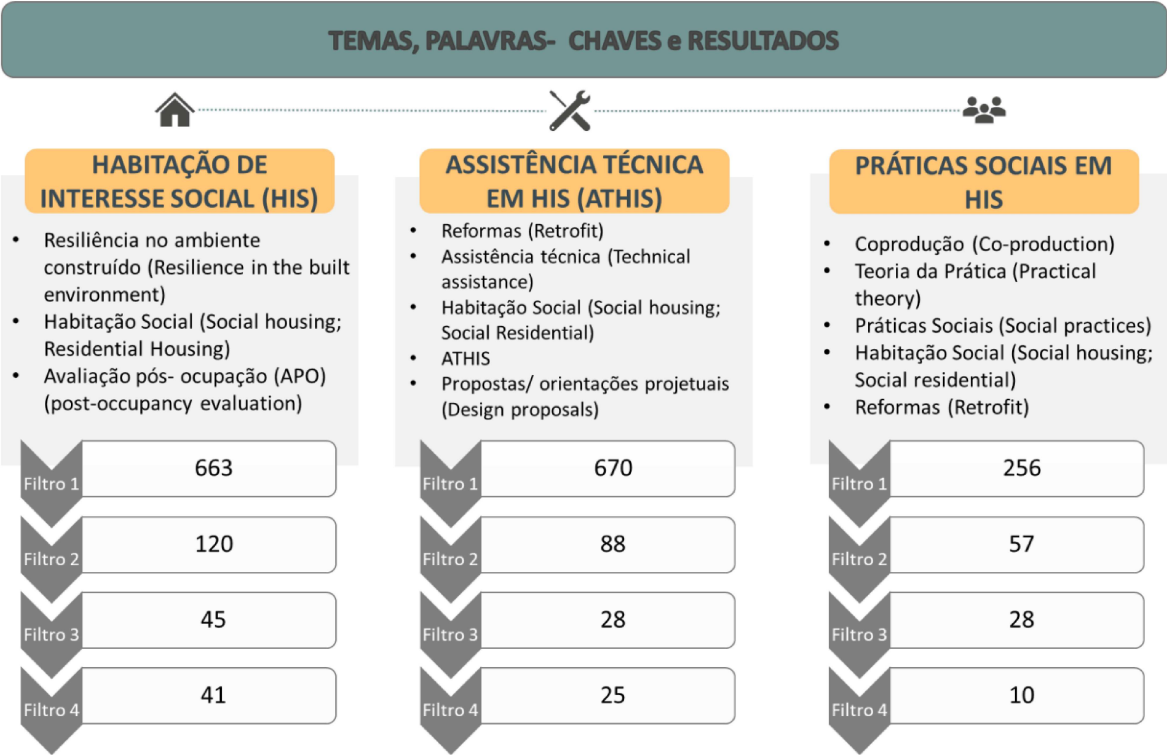 TEMAS, PALAVRAS- CHAVES e RESULTADOS
HABITAÇÃO DE
INTERESSE SOCIAL (HIS)
• Resiliência no ambiente
construído (Resilience in the built
environment)
• Habitação Social (Social housing;
Residential Housing)
• Avaliação pós- ocupação (APO)
(post-occupancy evaluation)
Filtro 1 663
Filtro 2 120
Filtro 3 45
Filtro 4 41
ASSISTÊNCIA TÉCNICA
EM HIS (ATHIS)
• Reformas (Retrofit)
• Assistência técnica (Technical
assistance)
• Habitação Social (Social housing;
Social Residential)
• ATHIS
• Propostas/ orientações projetuais
(Design proposals)
Filtro 1 670
Filtro 2 88
Filtro 3 28
Filtro 4 25
PRÁTICAS SOCIAIS EM
HIS
• Coprodução (Co-production)
• Teoria da Prática (Practical
theory)
• Práticas Sociais (Social practices)
• Habitação Social (Social housing;
Social residential)
• Reformas (Retrofit)
Filtro 1 256
Filtro 2 57
Filtro 3 28
Filtro 4 10